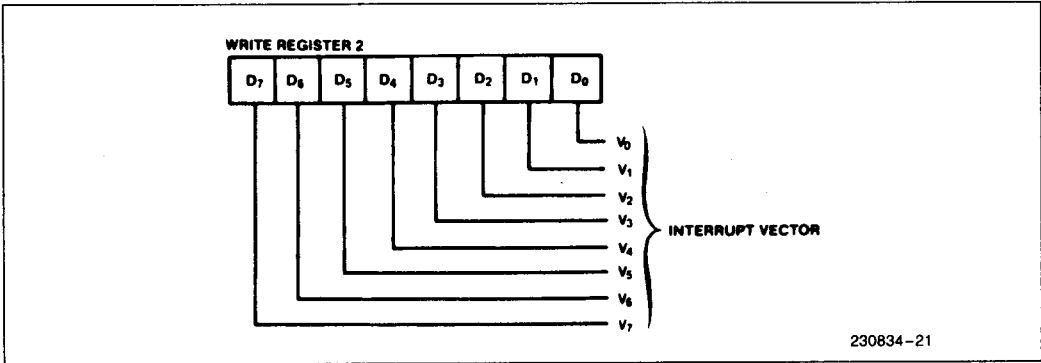 WRITE REGISTER 2
D₇ D₆ D₅ D₄ D₃ D₂ D₁ D₀
V₀
V₁
V₂
V₃
INTERRUPT VECTOR
V₄
V₅
V₆
V₇
230834-21